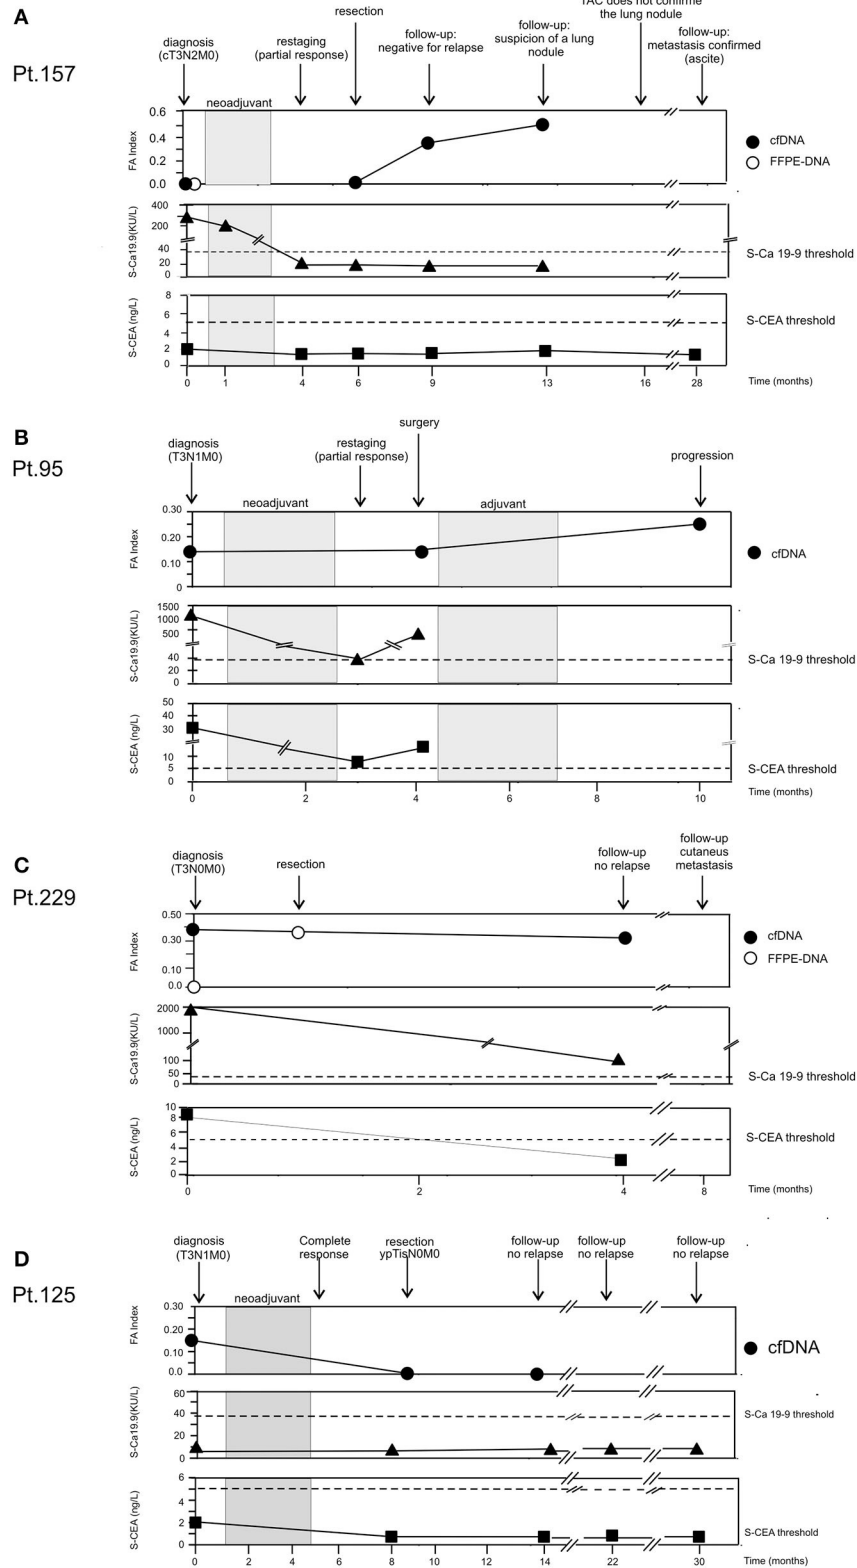 A
Pt.157
resection
TAC does not confirme
the lung nodule
diagnosis
(cT3N2M0)
restaging
(partial response)
follow-up:
negative for relapse
follow-up:
suspicion of a lung
nodule
follow-up:
metastasis confirmed
(ascite)
neoadjuvant
FA Index
0.6
0.4
0.2
0.0
cfDNA
FFPE-DNA
S-Ca19.9(KU/L)
400
200
40
20
0
S-Ca 19-9 threshold
S-CEA (ng/L)
8
6
4
2
0
S-CEA threshold
0 1 4 6 9 13 16 28 Time (months)
B
Pt.95
diagnosis
(T3N1M0)
restaging
(partial response)
surgery
progression
neoadjuvant
adjuvant
FA Index
0.30
0.20
0.10
0
cfDNA
S-Ca19.9(KU/L)
1500
1000
500
40
20
0
S-Ca 19-9 threshold
S-CEA (ng/L)
50
40
30
10
5
0
S-CEA threshold
0 2 4 6 8 10 Time (months)
C
Pt.229
diagnosis
(T3N0M0)
resection
follow-up
no relapse
follow-up
cutaneus
metastasis
FA Index
0.50
0.30
0.10
0.0
cfDNA
FFPE-DNA
S-Ca19.9(KU/L)
2000
1000
100
50
0
S-Ca 19-9 threshold
S-CEA (ng/L)
10
8
6
4
2
0
S-CEA threshold
0 2 4 8 Time (months)
D
Pt.125
diagnosis
(T3N1M0)
Complete
response
resection
ypTisN0M0
follow-up
no relapse
follow-up
no relapse
follow-up
no relapse
neoadjuvant
FA Index
0.30
0.20
0.10
0.0
cfDNA
S-Ca19.9(KU/L)
60
40
20
0
S-Ca 19-9 threshold
S-CEA (ng/L)
6
4
2
0
S-CEA threshold
0 2 4 6 8 10 12 14 22 30 Time (months)